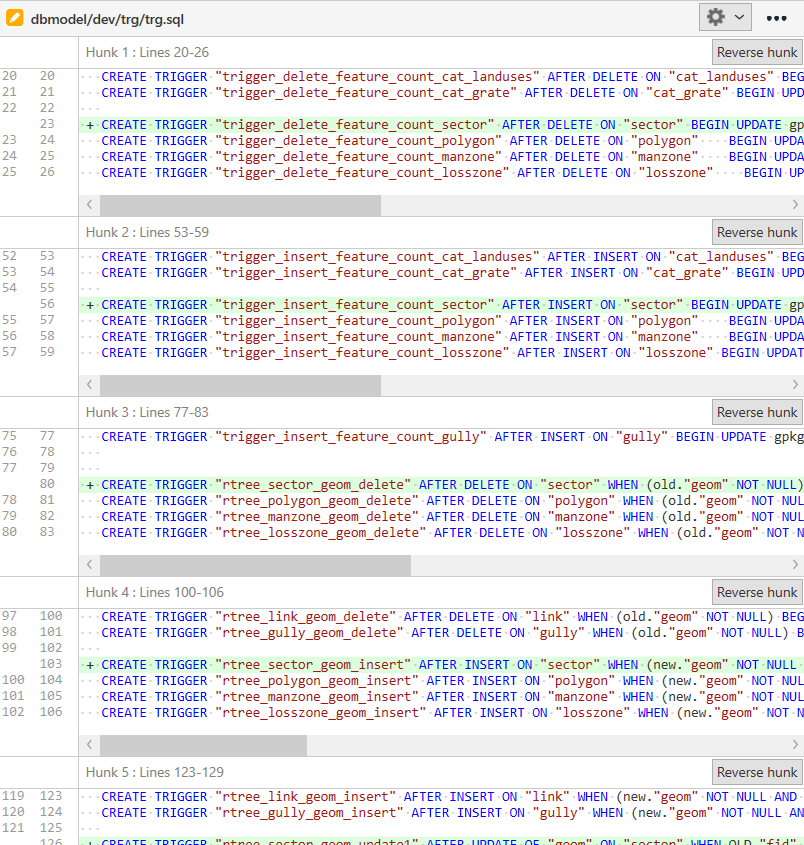 dbmodel/dev/trg/trg.sql
Hunk 1 : Lines 20-26 Reverse hunk
20 20 CREATE TRIGGER "trigger_delete_feature_count_cat_landuses" AFTER DELETE ON "cat_landuses" BEG
21 21 CREATE TRIGGER "trigger_delete_feature_count_cat_grate" AFTER DELETE ON "cat_grate" BEGIN UPD
22 22
23 + CREATE TRIGGER "trigger_delete_feature_count_sector" AFTER DELETE ON "sector" BEGIN UPDATE gp
23 24 CREATE TRIGGER "trigger_delete_feature_count_polygon" AFTER DELETE ON "polygon" BEGIN UPDA
24 25 CREATE TRIGGER "trigger_delete_feature_count_manzone" AFTER DELETE ON "manzone" BEGIN UPDA
25 26 CREATE TRIGGER "trigger_delete_feature_count_losszone" AFTER DELETE ON "losszone" BEGIN UP
Hunk 2 : Lines 53-59 Reverse hunk
52 53 CREATE TRIGGER "trigger_insert_feature_count_cat_landuses" AFTER INSERT ON "cat_landuses" BEG
53 54 CREATE TRIGGER "trigger_insert_feature_count_cat_grate" AFTER INSERT ON "cat_grate" BEGIN UPD
54 55
56 + CREATE TRIGGER "trigger_insert_feature_count_sector" AFTER INSERT ON "sector" BEGIN UPDATE gp
55 57 CREATE TRIGGER "trigger_insert_feature_count_polygon" AFTER INSERT ON "polygon" BEGIN UPDA
56 58 CREATE TRIGGER "trigger_insert_feature_count_manzone" AFTER INSERT ON "manzone" BEGIN UPDA
57 59 CREATE TRIGGER "trigger_insert_feature_count_losszone" AFTER INSERT ON "losszone" BEGIN UPDAT
Hunk 3 : Lines 77-83 Reverse hunk
75 77 CREATE TRIGGER "trigger_insert_feature_count_gully" AFTER INSERT ON "gully" BEGIN UPDATE gpkg
76 78
77 79
80 + CREATE TRIGGER "rtree_sector_geom_delete" AFTER DELETE ON "sector" WHEN (old."geom" NOT NULL)
78 81 CREATE TRIGGER "rtree_polygon_geom_delete" AFTER DELETE ON "polygon" WHEN (old."geom" NOT NUL
79 82 CREATE TRIGGER "rtree_manzone_geom_delete" AFTER DELETE ON "manzone" WHEN (old."geom" NOT NUL
80 83 CREATE TRIGGER "rtree_losszone_geom_delete" AFTER DELETE ON "losszone" WHEN (old."geom" NOT N
Hunk 4 : Lines 100-106 Reverse hunk
97 100 CREATE TRIGGER "rtree_link_geom_delete" AFTER DELETE ON "link" WHEN (old."geom" NOT NULL) BEG
98 101 CREATE TRIGGER "rtree_gully_geom_delete" AFTER DELETE ON "gully" WHEN (old."geom" NOT NULL) B
99 102
103 + CREATE TRIGGER "rtree_sector_geom_insert" AFTER INSERT ON "sector" WHEN (new."geom" NOT NULL
100 104 CREATE TRIGGER "rtree_polygon_geom_insert" AFTER INSERT ON "polygon" WHEN (new."geom" NOT NUL
101 105 CREATE TRIGGER "rtree_manzone_geom_insert" AFTER INSERT ON "manzone" WHEN (new."geom" NOT NUL
102 106 CREATE TRIGGER "rtree_losszone_geom_insert" AFTER INSERT ON "losszone" WHEN (new."geom" NOT N
Hunk 5 : Lines 123-129 Reverse hunk
119 123 CREATE TRIGGER "rtree_link_geom_insert" AFTER INSERT ON "link" WHEN (new."geom" NOT NULL AND
120 124 CREATE TRIGGER "rtree_gully_geom_insert" AFTER INSERT ON "gully" WHEN (new."geom" NOT NULL AN
121 125
126 + CREATE TRIGGER "rtree_sector_geom_update1" AFTER UPDATE OF "geom" ON "sector" WHEN OLD."fid"